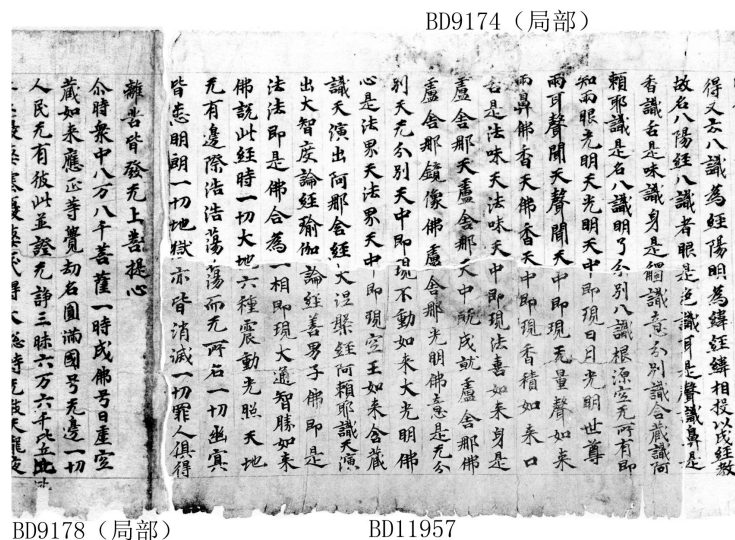 BD9174（局部）
得又云八識為經陽明為緯經緯相投以成經教
故名八陽經八識者眼是色識耳是聲識鼻是
香識舌是味識身是觸識意分別識含藏識阿
賴耶識是名八識明了分別八識根源空无所有即
知兩眼光明天光明天中即現日月光明世尊
兩耳聲聞天聲聞天中即現无量聲如來
兩鼻佛香天佛香天中即現香積如來口
舌是法味天法味天中即現法喜如來身是
盧舍那天盧舍那天中即現成就盧舍那佛
盧舍那鏡像佛盧舍那光明佛意是无分
別天无分別天中即現不動如來大光明佛
心是法界天法界天中即現空王如來含藏
識天演出阿那含經大涅槃經阿賴耶識天演
出大智度論經瑜伽論經善男子佛即是
法法即是佛合為一相即現大通智勝如來
佛說此經時一切大地六種震動光照天地
无有邊際浩浩蕩蕩而无所名一切幽冥
皆悉明朗一切地獄亦皆消滅一切罪人俱得
離苦皆發无上菩提心
尒時眾中八万八千菩薩一時成佛号曰虛空
藏如來應正等覺劫名圓滿國号无邊一切
人民无有彼此並證无諍三昧六万六千比丘比
BD9178（局部）
BD11957